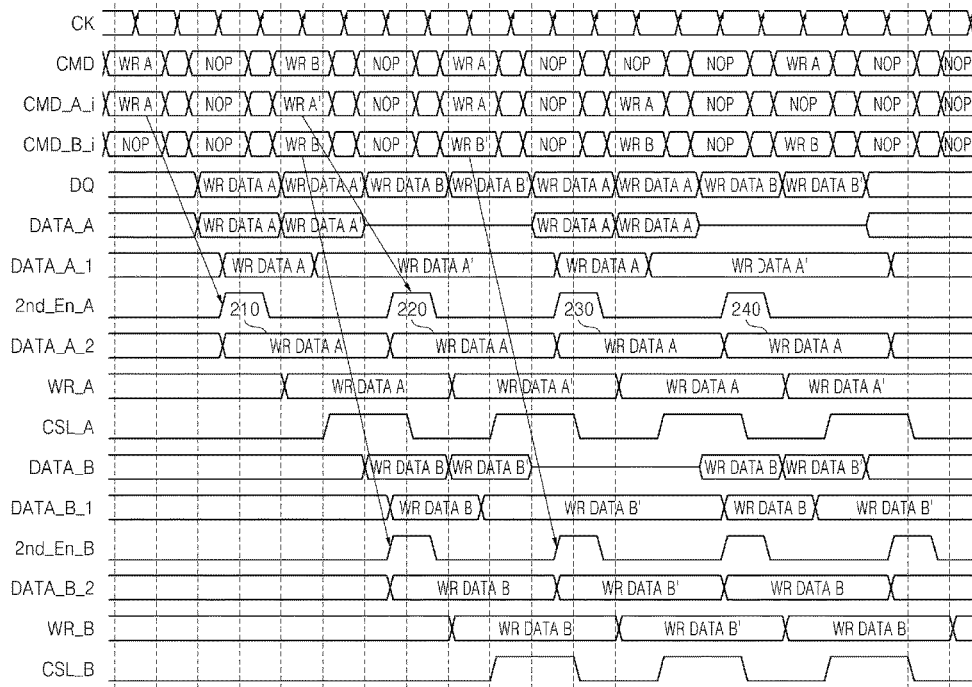 CK
CMD WR A NOP WR B NOP WR A NOP NOP NOP WR A NOP NOP
CMD_A_i WR A NOP WR A' NOP WR A NOP WR A NOP NOP NOP NOP
CMD_B_i NOP NOP WR B NOP WR B' NOP WR B NOP WR B NOP NOP
DQ WR DATA A WR DATA A' WR DATA B WR DATA B' WR DATA A WR DATA A WR DATA B WR DATA B'
DATA_A WR DATA A WR DATA A' WR DATA A WR DATA A
DATA_A_1 WR DATA A WR DATA A' WR DATA A WR DATA A'
2nd_En_A 210 220 230 240
DATA_A_2 WR DATA A WR DATA A WR DATA A WR DATA A
WR_A WR DATA A WR DATA A' WR DATA A WR DATA A'
CSL_A
DATA_B WR DATA B WR DATA B WR DATA B WR DATA B'
DATA_B_1 WR DATA B WR DATA B' WR DATA B WR DATA B'
2nd_En_B
DATA_B_2 WR DATA B WR DATA B' WR DATA B
WR_B WR DATA B WR DATA B' WR DATA B
CSL_B